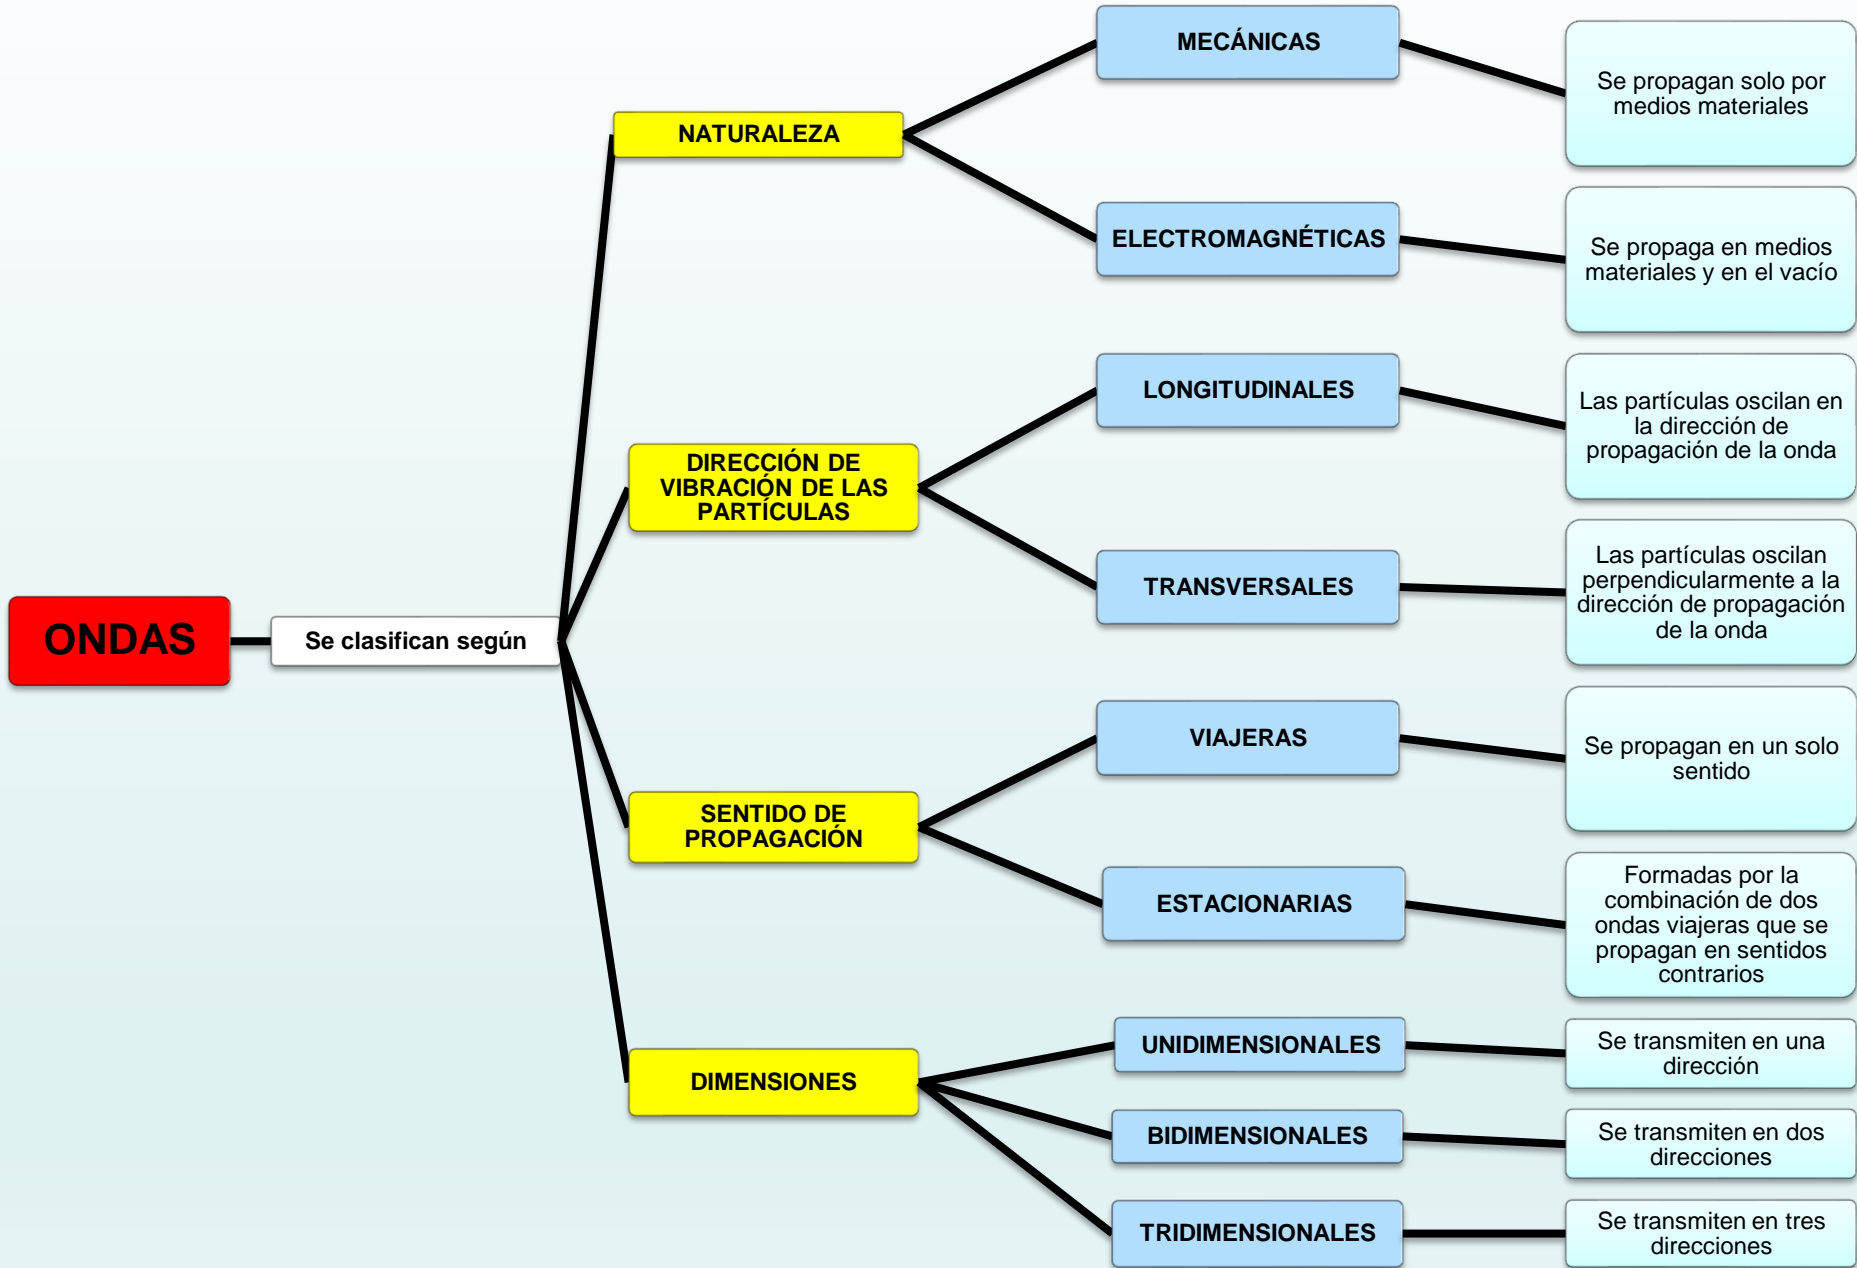 ONDAS
Se clasifican según
NATURALEZA
MECÁNICAS
Se propagan solo por
medios materiales
ELECTROMAGNÉTICAS
Se propaga en medios
materiales y en el vacío
DIRECCIÓN DE
VIBRACIÓN DE LAS
PARTÍCULAS
LONGITUDINALES
Las partículas oscilan en
la dirección de
propagación de la onda
TRANSVERSALES
Las partículas oscilan
perpendicularmente a la
dirección de propagación
de la onda
SENTIDO DE
PROPAGACIÓN
VIAJERAS
Se propagan en un solo
sentido
ESTACIONARIAS
Formadas por la
combinación de dos
ondas viajeras que se
propagan en sentidos
contrarios
DIMENSIONES
UNIDIMENSIONALES
Se transmiten en una
dirección
BIDIMENSIONALES
Se transmiten en dos
direcciones
TRIDIMENSIONALES
Se transmiten en tres
direcciones